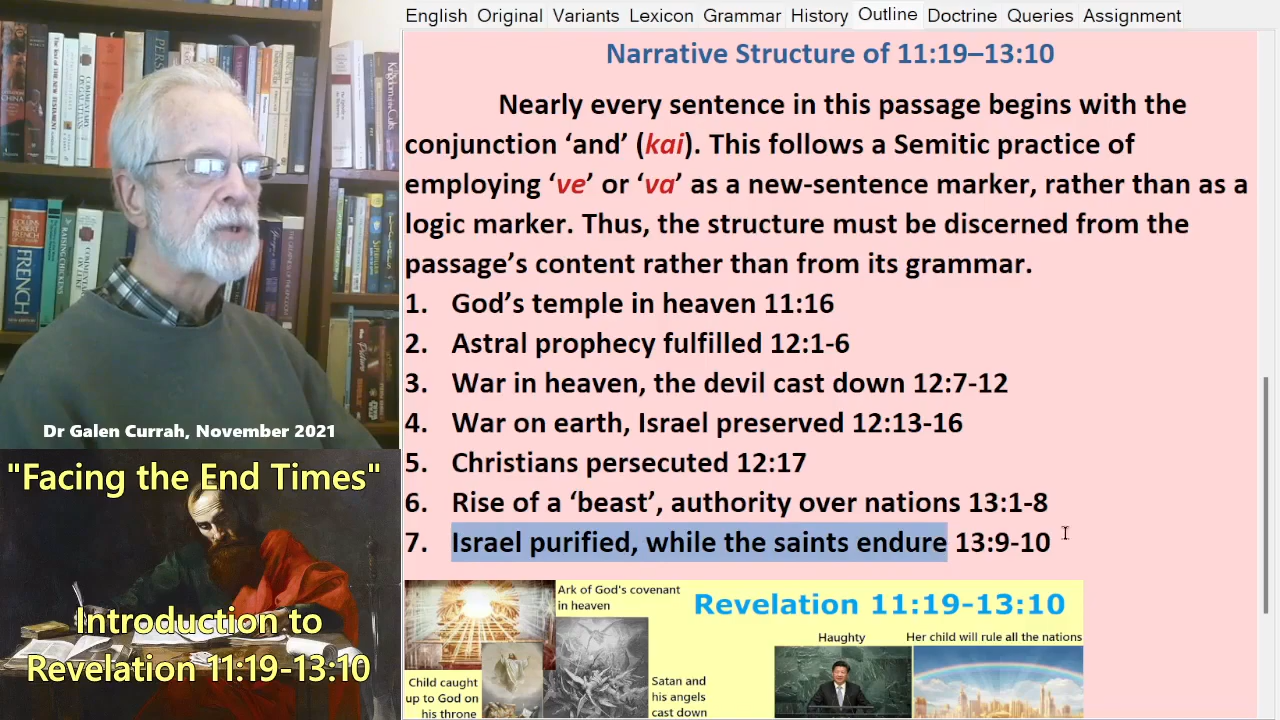 English Original Variants Lexicon Grammar History Outline Doctrine Queries Assignment
Narrative Structure of 11:19–13:10
Nearly every sentence in this passage begins with the
conjunction ‘and’ (kai). This follows a Semitic practice of
employing ‘ve’ or ‘va’ as a new-sentence marker, rather than as a
logic marker. Thus, the structure must be discerned from the
passage’s content rather than from its grammar.
1. God’s temple in heaven 11:16
2. Astral prophecy fulfilled 12:1-6
3. War in heaven, the devil cast down 12:7-12
4. War on earth, Israel preserved 12:13-16
5. Christians persecuted 12:17
6. Rise of a ‘beast’, authority over nations 13:1-8
7. Israel purified, while the saints endure 13:9-10
Ark of God's covenant
in heaven
Revelation 11:19-13:10
Haughty
Her child will rule all the nations
Child caught
up to God on
his throne
Satan and
his angels
cast down
Dr Galen Currah, November 2021
"Facing the End Times"
Introduction to
Revelation 11:19-13:10
FRENCH